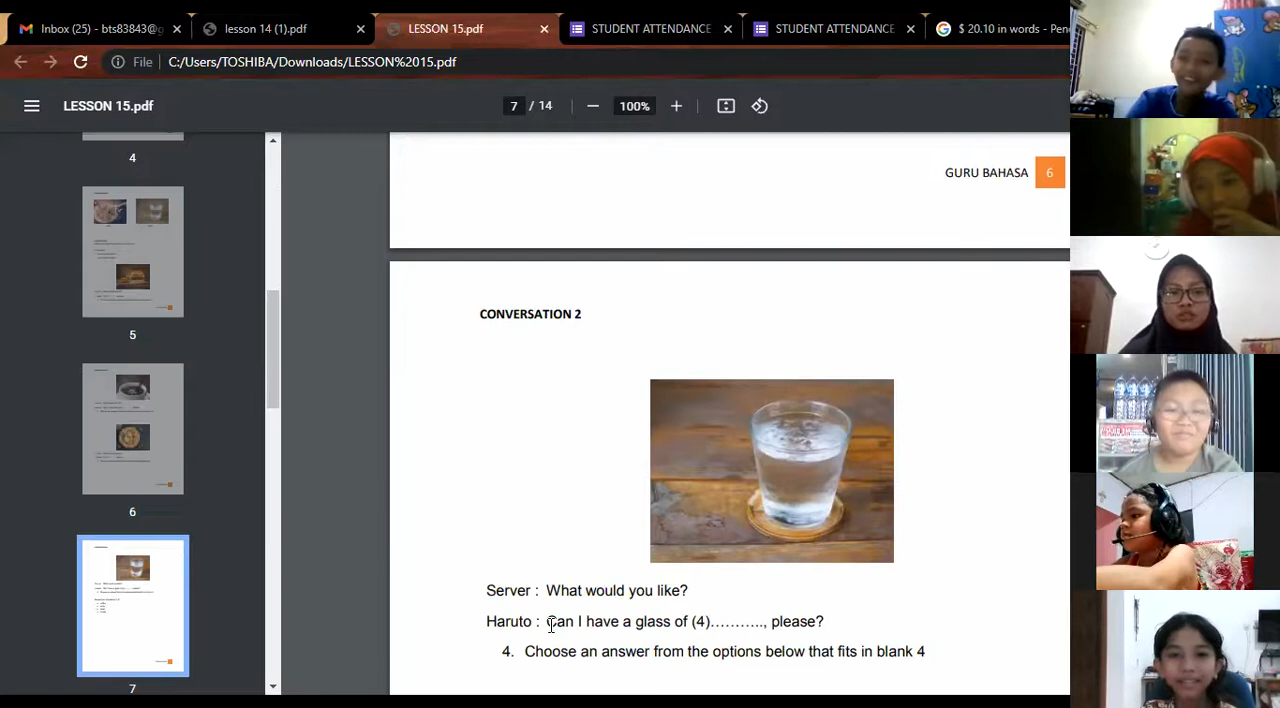 Inbox (25) - bts83843@g
lesson 14 (1).pdf
LESSON 15.pdf
STUDENT ATTENDANCE
STUDENT ATTENDANCE
$ 20.10 in words - Pen
File
C:/Users/TOSHIBA/Downloads/LESSON%2015.pdf
LESSON 15.pdf
7 / 14
100%
4
5
6
7
GURU BAHASA 6
CONVERSATION 2
Server : What would you like?
Haruto : Can I have a glass of (4)……….., please?
4. Choose an answer from the options below that fits in blank 4